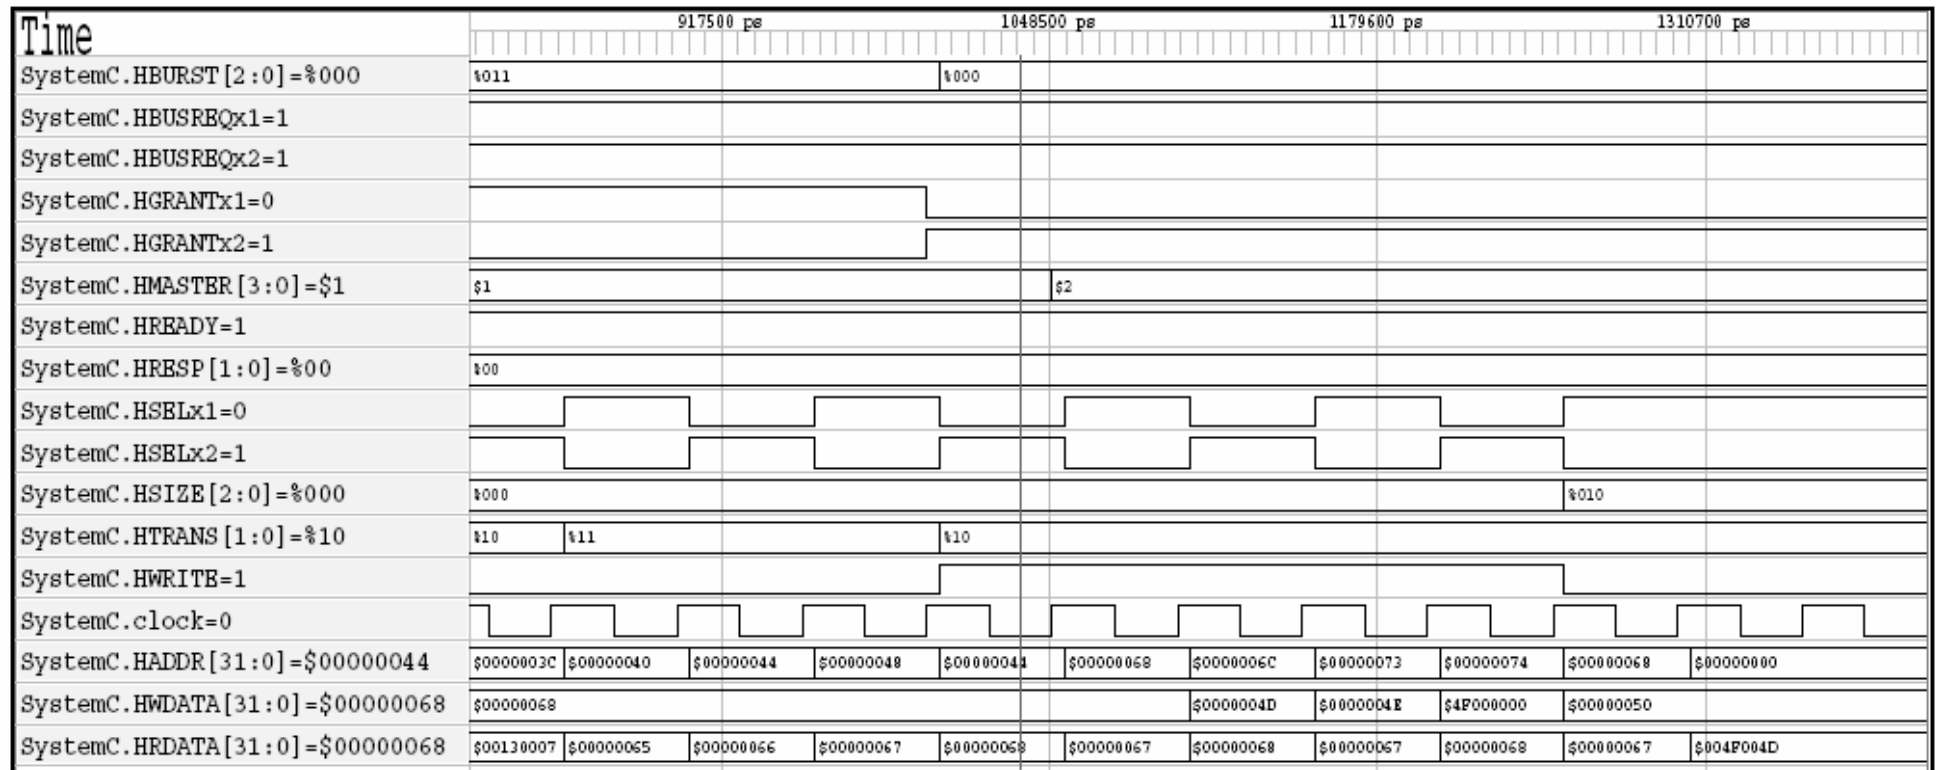 Time 917500 ps 1048500 ps 1179600 ps 1310700 ps
SystemC.HBURST[2:0]=%000 %011 %000
SystemC.HBUSREQx1=1
SystemC.HBUSREQx2=1
SystemC.HGRANTx1=0
SystemC.HGRANTx2=1
SystemC.HMASTER[3:0]=$1 $1 $2
SystemC.HREADY=1
SystemC.HRESP[1:0]=%00 %00
SystemC.HSELx1=0
SystemC.HSELx2=1
SystemC.HSIZE[2:0]=%000 %000 %010
SystemC.HTRANS[1:0]=%10 %10 %11 %10
SystemC.HWRITE=1
SystemC.clock=0
SystemC.HADDR[31:0]=$00000044 $0000003C $00000040 $00000044 $00000048 $00000044 $00000068 $0000006C $00000073 $00000074 $00000068 $00000000
SystemC.HWDATA[31:0]=$00000068 $00000068 $0000004D $0000004E $4F000000 $00000050
SystemC.HRDATA[31:0]=$00000068 $00130007 $00000065 $00000066 $00000067 $00000068 $00000067 $00000068 $00000067 $00000068 $00000067 $004F004D